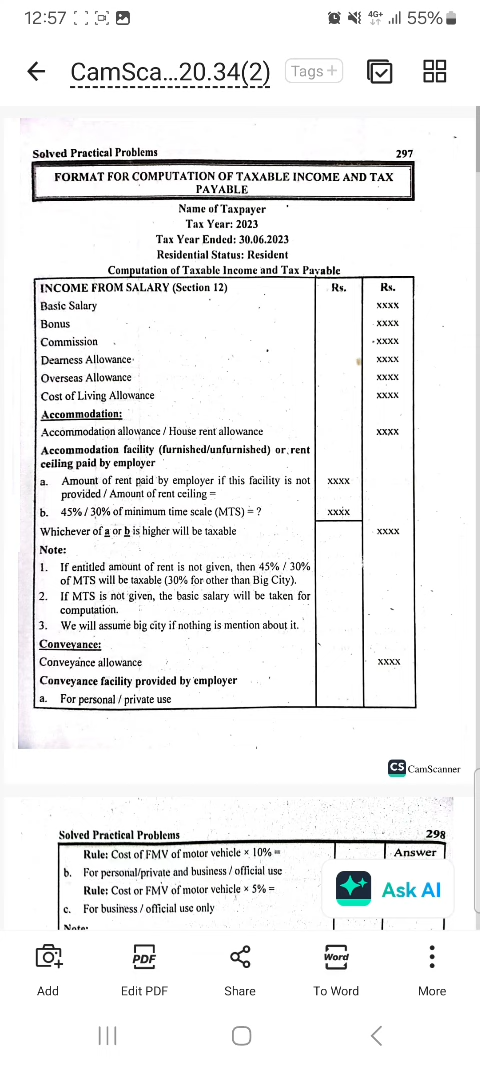 12:57
4G+
55%
CamSca...20.34(2)
Tags +
Solved Practical Problems 297
FORMAT FOR COMPUTATION OF TAXABLE INCOME AND TAX
PAYABLE
Name of Taxpayer
Tax Year: 2023
Tax Year Ended: 30.06.2023
Residential Status: Resident
Computation of Taxable Income and Tax Payable
INCOME FROM SALARY (Section 12) Rs. Rs.
Basic Salary xxxx
Bonus xxxx
Commission xxxx
Dearness Allowance xxxx
Overseas Allowance xxxx
Cost of Living Allowance xxxx
Accommodation:
Accommodation allowance / House rent allowance xxxx
Accommodation facility (furnished/unfurnished) or rent
ceiling paid by employer
a. Amount of rent paid by employer if this facility is not xxxx
provided / Amount of rent ceiling =
b. 45% / 30% of minimum time scale (MTS) = ? xxxx
Whichever of a or b is higher will be taxable xxxx
Note:
1. If entitled amount of rent is not given, then 45% / 30%
of MTS will be taxable (30% for other than Big City).
2. If MTS is not given, the basic salary will be taken for
computation.
3. We will assume big city if nothing is mention about it.
Conveyance:
Conveyance allowance xxxx
Conveyance facility provided by employer
a. For personal / private use
CS CamScanner
Solved Practical Problems 298
Rule: Cost of FMV of motor vehicle × 10% = Answer
b. For personal/private and business / official use
Rule: Cost or FMV of motor vehicle × 5% =
c. For business / official use only
Note:
Ask AI
PDF
Word
Add
Edit PDF
Share
To Word
More